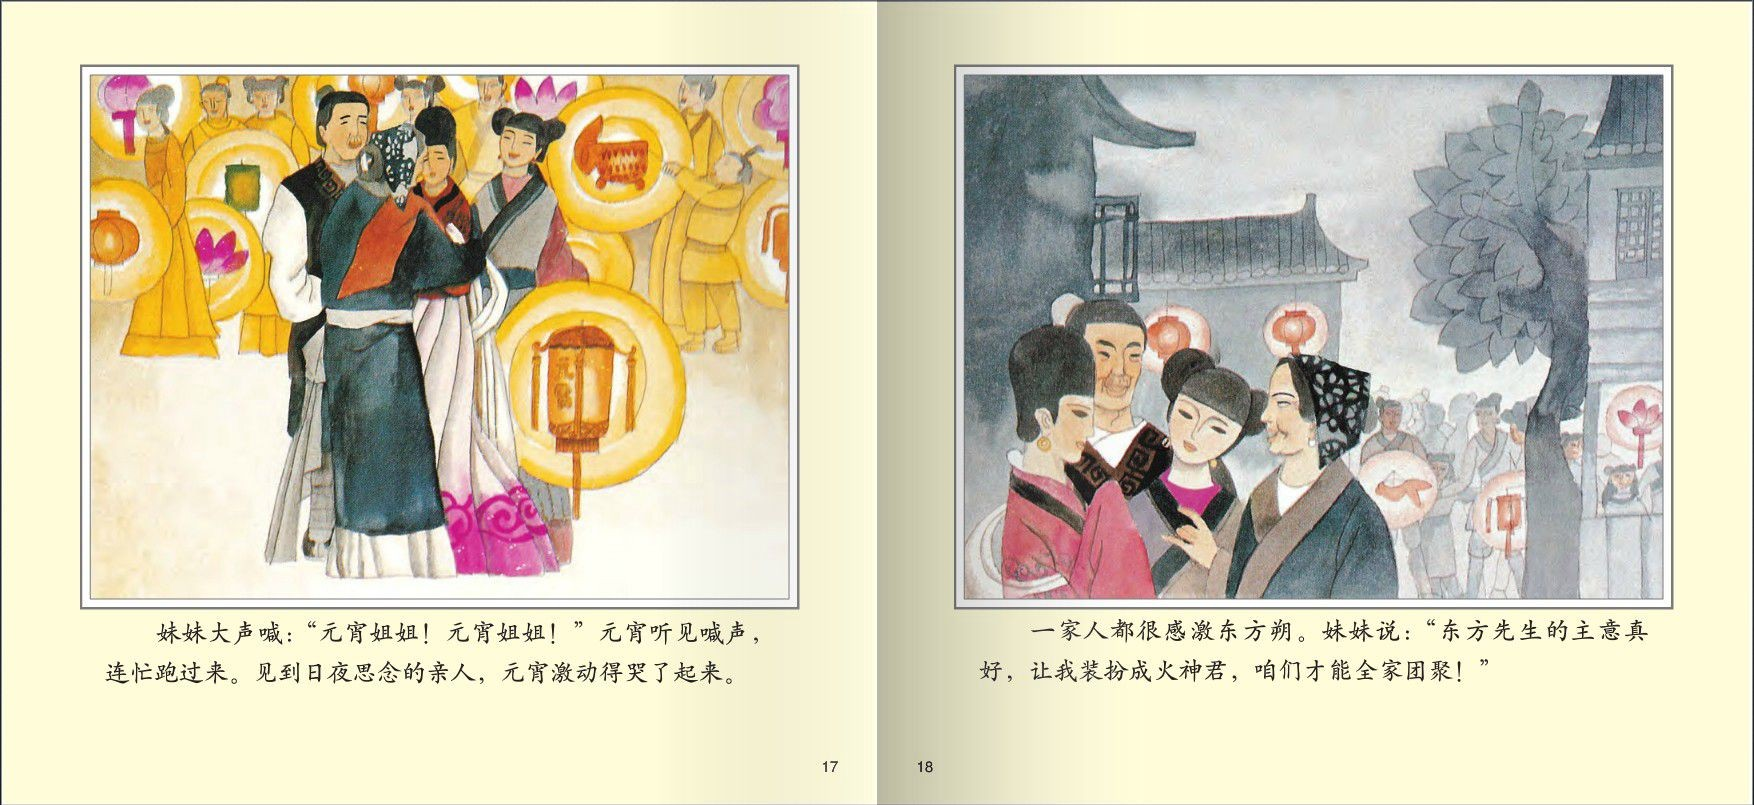 妹妹大声喊：“元宵姐姐！元宵姐姐！”元宵听见喊声，
连忙跑过来。见到日夜思念的亲人，元宵激动得哭了起来。
17
元宵
一家人都很感激东方朔。妹妹说：“东方先生的主意真
好，让我装扮成火神君，咱们才能全家团聚！”
18